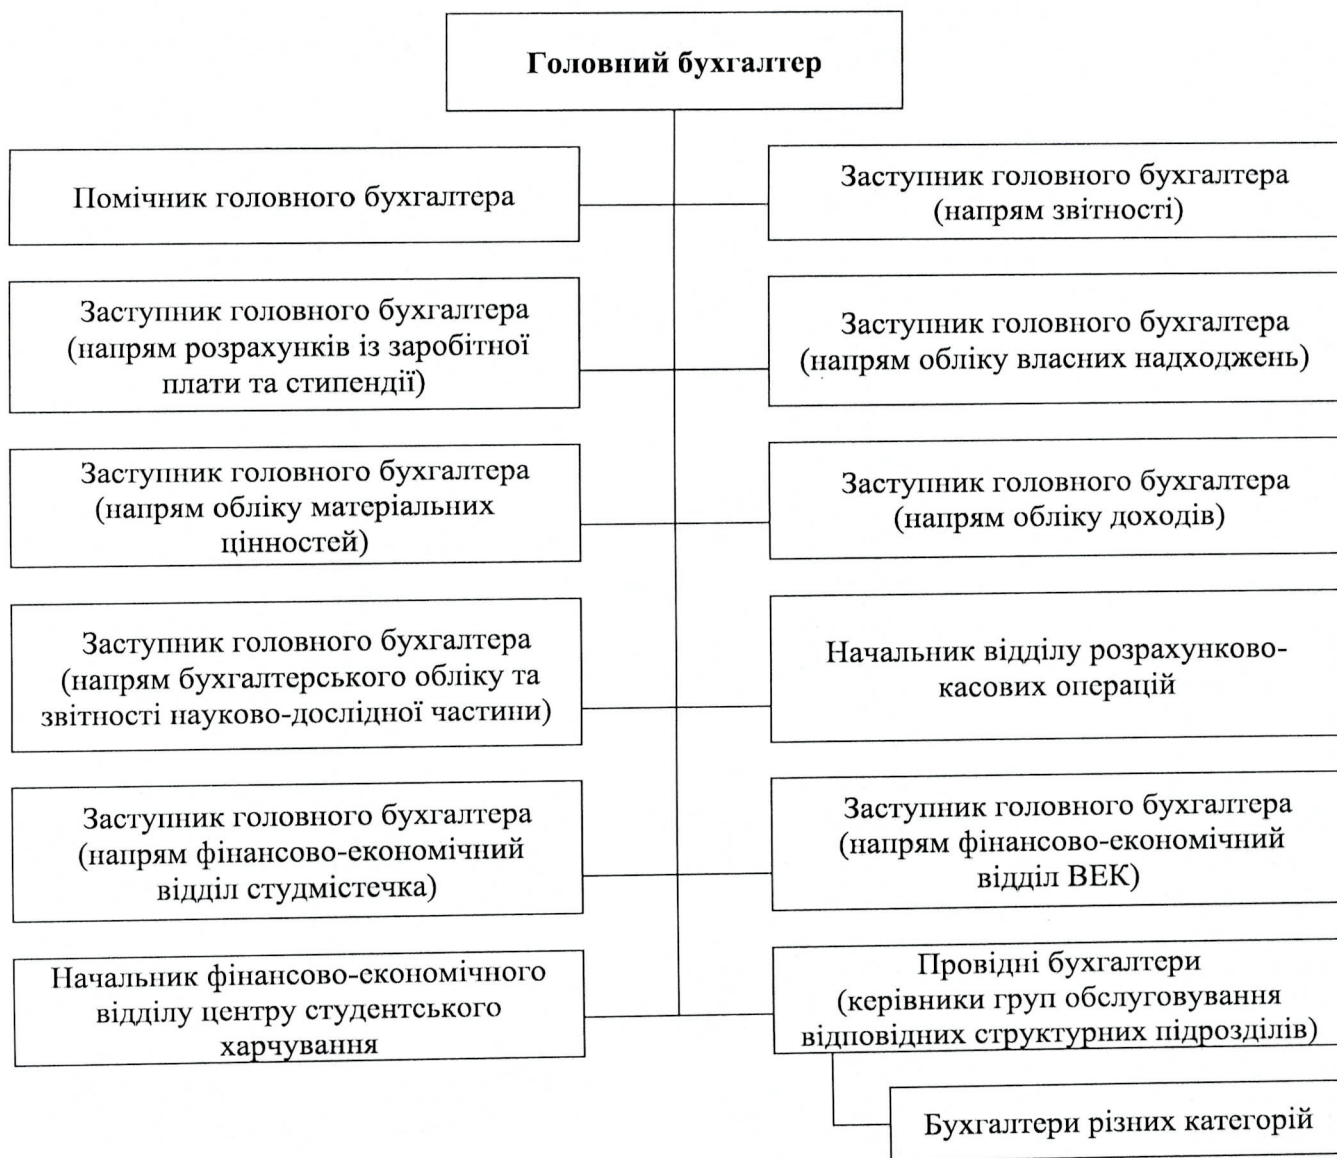 Головний бухгалтер
Помічник головного бухгалтера
Заступник головного бухгалтера
(напрям звітності)
Заступник головного бухгалтера
(напрям розрахунків із заробітної
плати та стипендії)
Заступник головного бухгалтера
(напрям обліку власних надходжень)
Заступник головного бухгалтера
(напрям обліку матеріальних
цінностей)
Заступник головного бухгалтера
(напрям обліку доходів)
Заступник головного бухгалтера
(напрям бухгалтерського обліку та
звітності науково-дослідної частини)
Начальник відділу розрахунково-
касових операцій
Заступник головного бухгалтера
(напрям фінансово-економічний
відділ студмістечка)
Заступник головного бухгалтера
(напрям фінансово-економічний
відділ ВЕК)
Начальник фінансово-економічного
відділу центру студентського
харчування
Провідні бухгалтери
(керівники груп обслуговування
відповідних структурних підрозділів)
Бухгалтери різних категорій